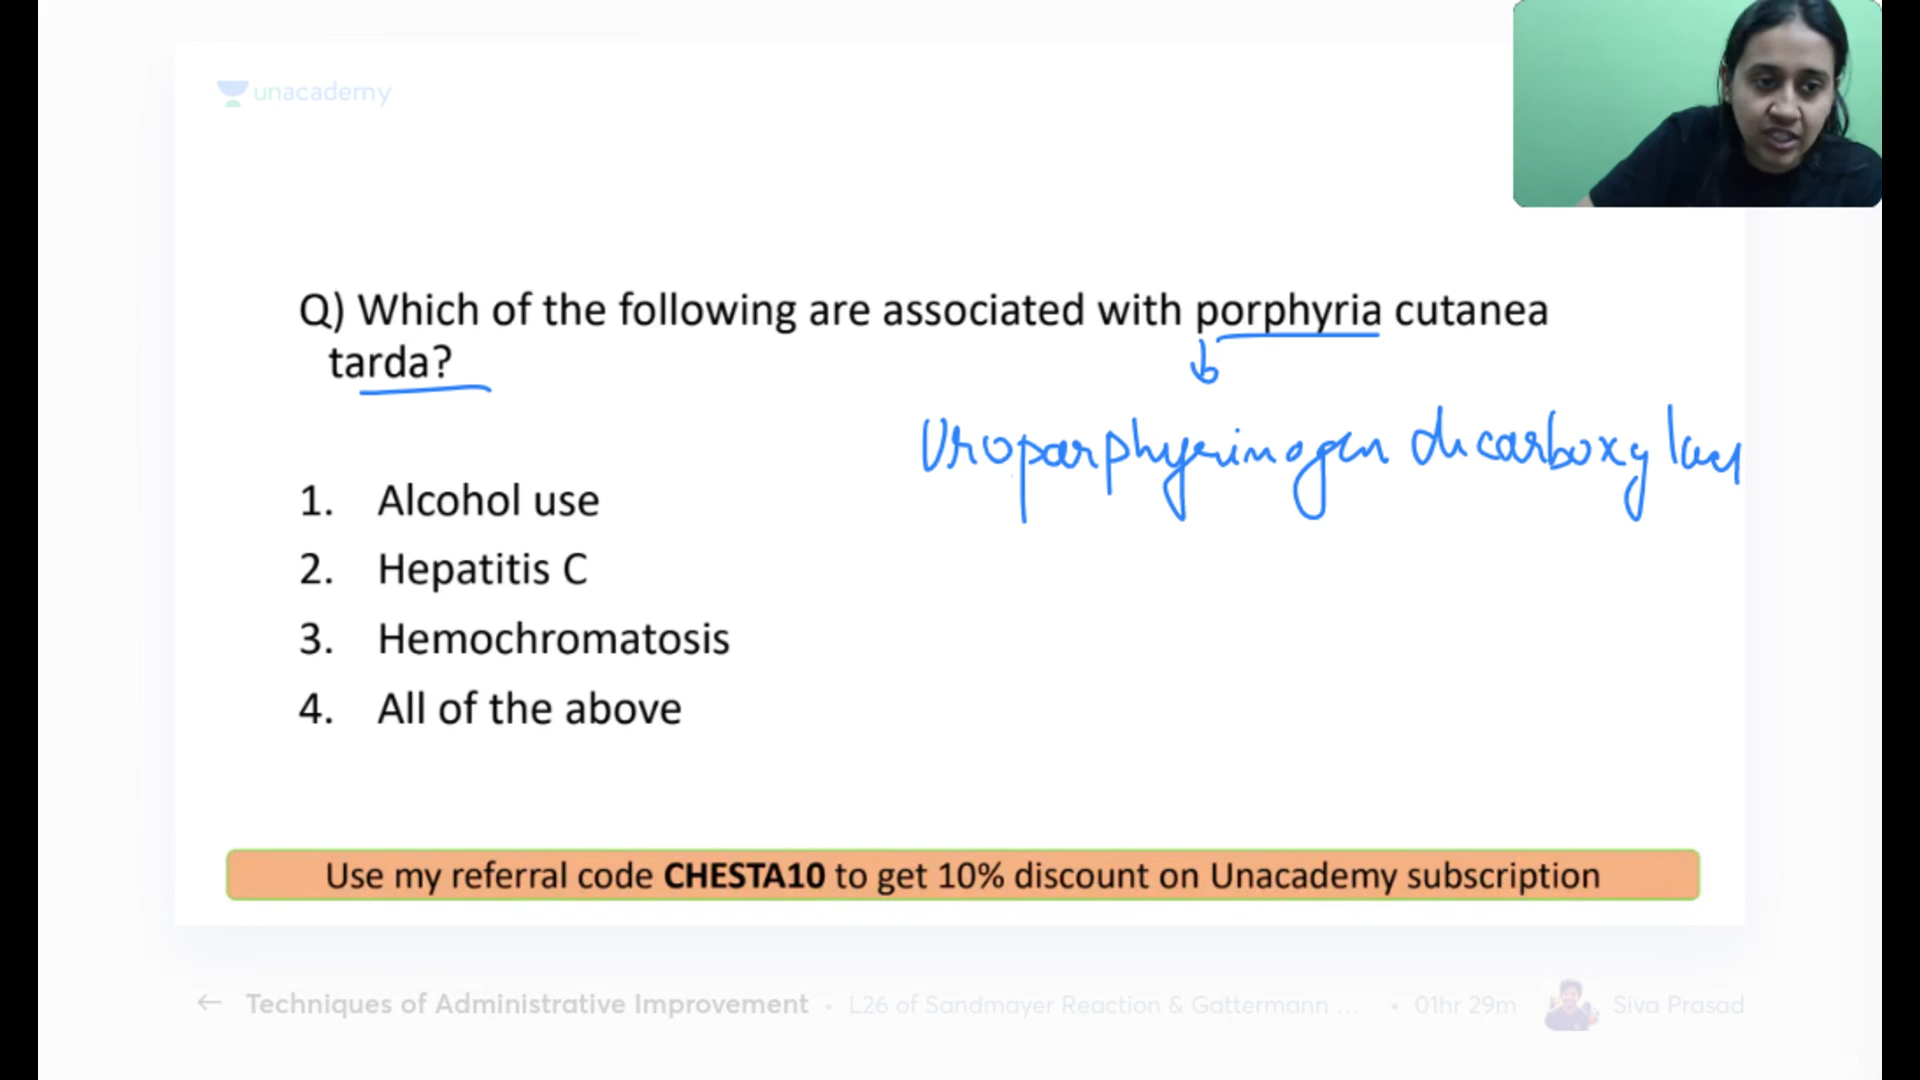 unacademy
Q) Which of the following are associated with porphyria cutanea
tarda?
Uroporphyrinogen decarboxylase
1. Alcohol use
2. Hepatitis C
3. Hemochromatosis
4. All of the above
Use my referral code CHESTA10 to get 10% discount on Unacademy subscription
← Techniques of Administrative Improvement • L26 of Sandmayer Reaction & Gattermann ... • 01hr 29m Siva Prasad